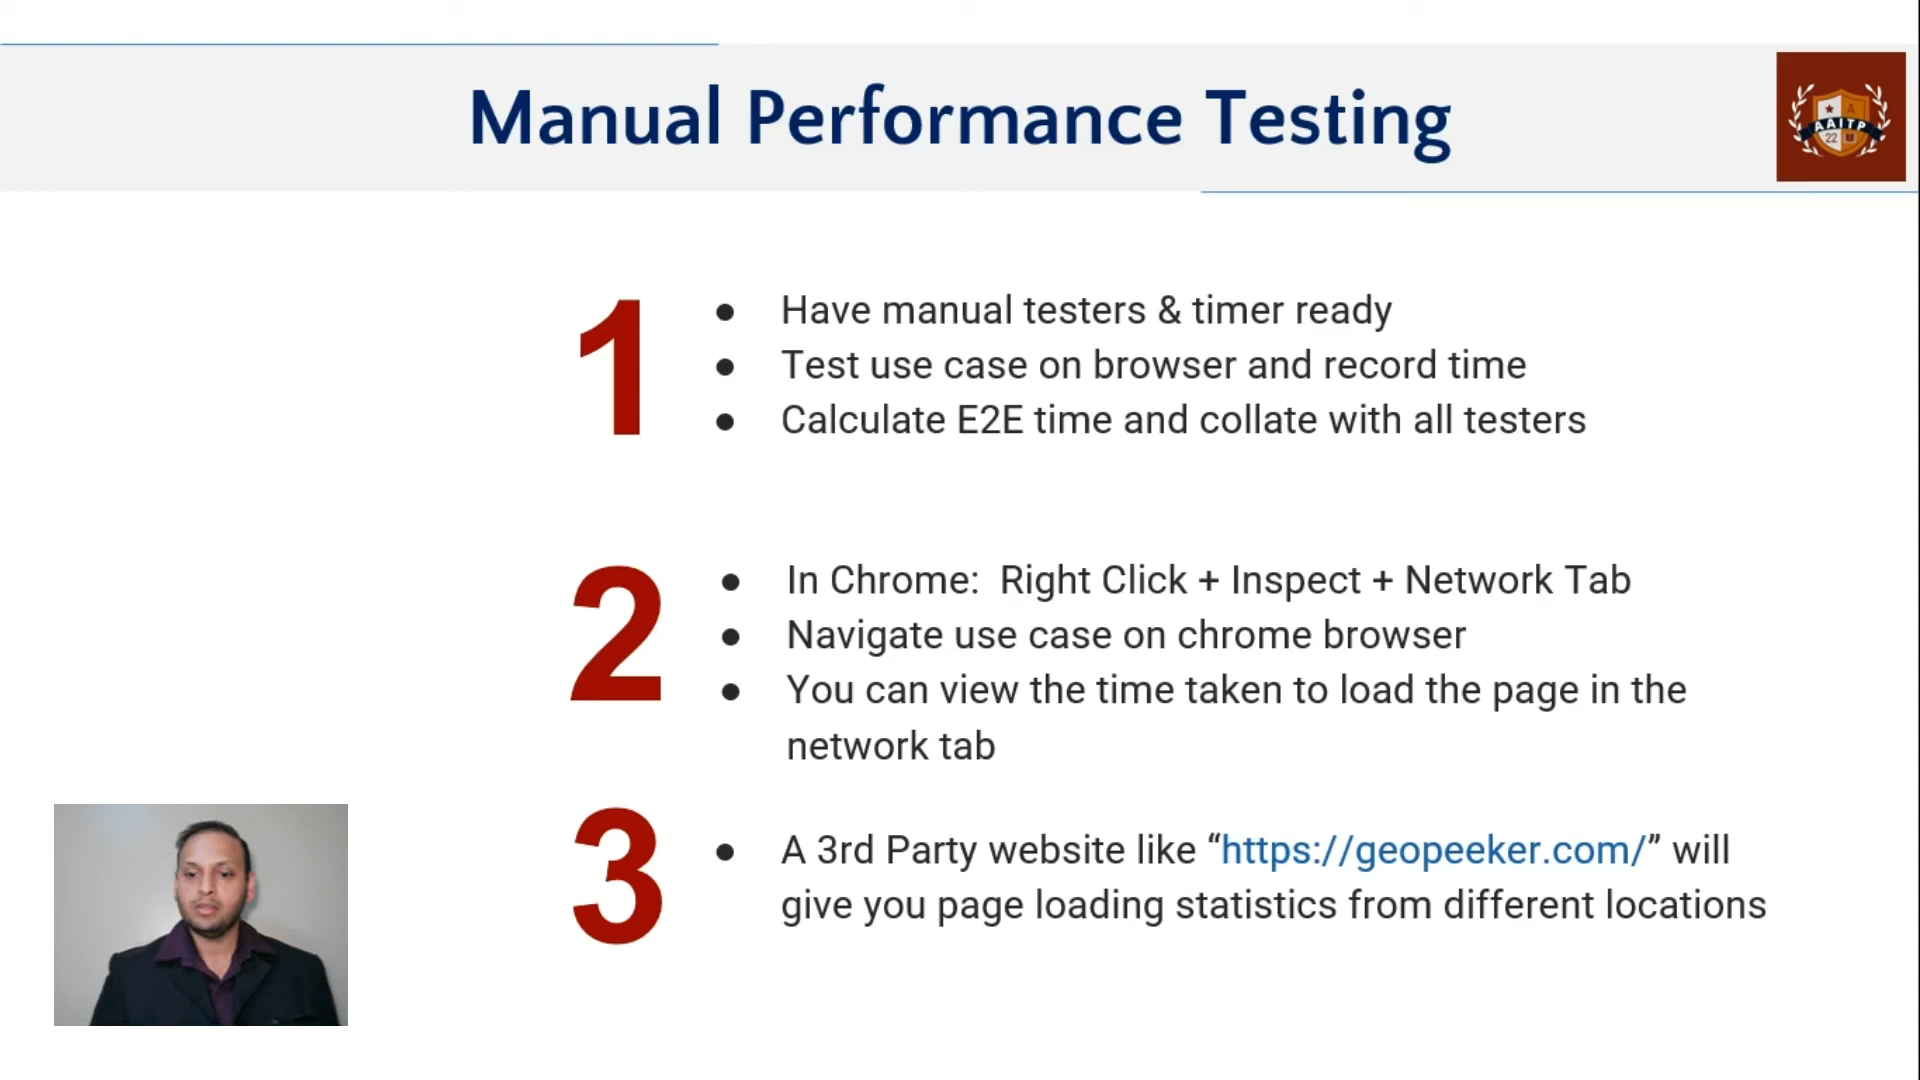 Manual Performance Testing
A
AAITP
22
1
● Have manual testers & timer ready
● Test use case on browser and record time
● Calculate E2E time and collate with all testers
2
● In Chrome:  Right Click + Inspect + Network Tab
● Navigate use case on chrome browser
● You can view the time taken to load the page in the
network tab
3
● A 3rd Party website like “https://geopeeker.com/” will
give you page loading statistics from different locations